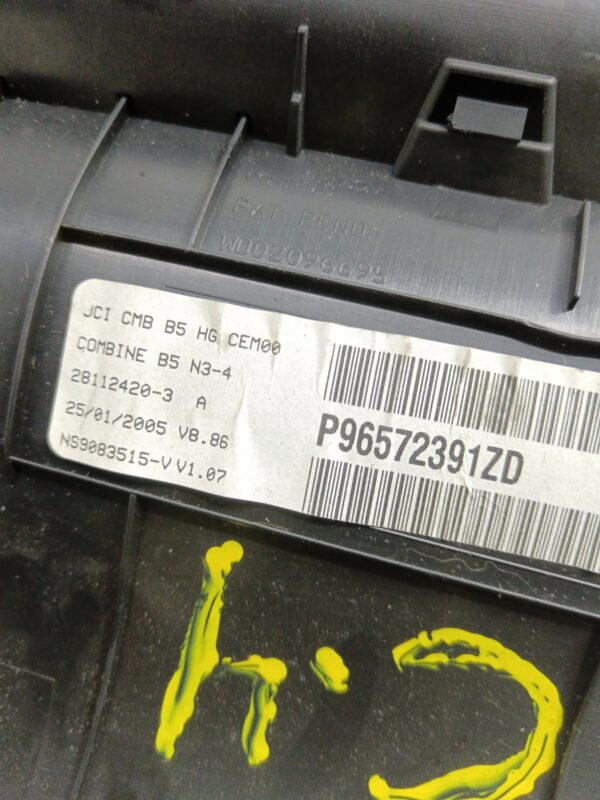 PAT. PEND.
W002096695
JCI CMB B5 HG CEM00
COMBINE B5 N3-4
28112420-3 A
25/01/2005 V8.86
NS9083515-V V1.07
P96572391ZD